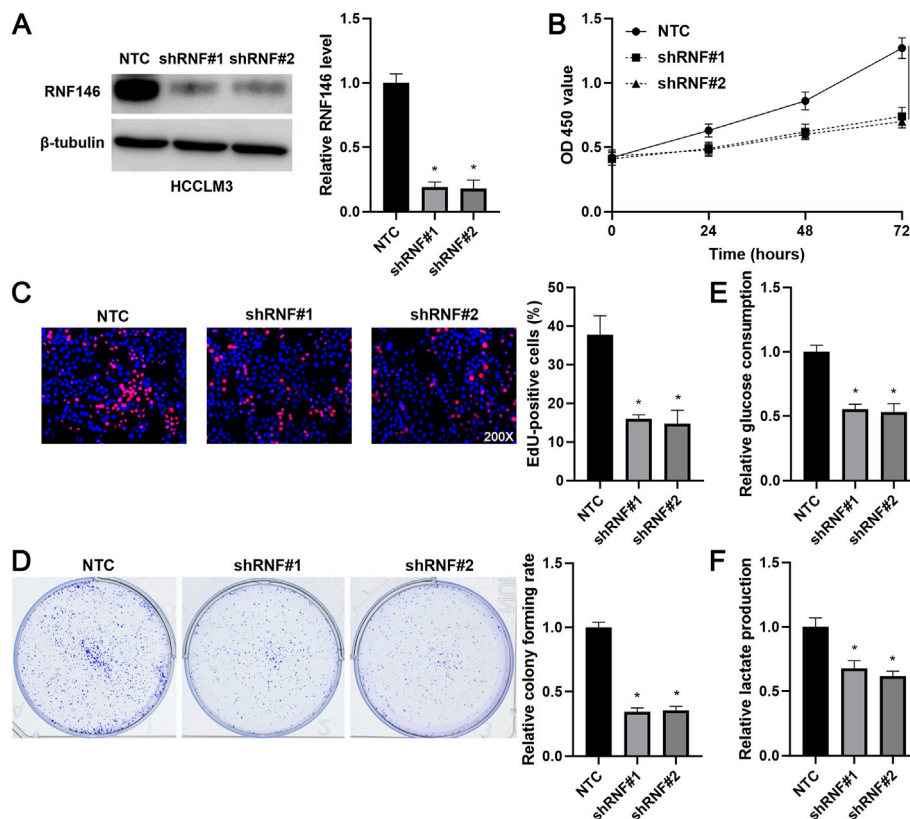 A
NTC shRNF#1 shRNF#2
RNF146
β-tubulin
HCCLM3
Relative RNF146 level
1.5
1.0
0.5
0.0
NTC
shRNF#1
shRNF#2
*
*
B
OD 450 value
1.5
1.0
0.5
0.0
0 24 48 72
Time (hours)
NTC
shRNF#1
shRNF#2
C
NTC shRNF#1 shRNF#2
200X
EdU-positive cells (%)
50
40
30
20
10
0
NTC
shRNF#1
shRNF#2
*
*
E
Relative glucose consumption
1.5
1.0
0.5
0.0
NTC
shRNF#1
shRNF#2
*
*
D
NTC shRNF#1 shRNF#2
Relative colony forming rate
1.5
1.0
0.5
0.0
NTC
shRNF#1
shRNF#2
*
*
F
Relative lactate production
1.5
1.0
0.5
0.0
NTC
shRNF#1
shRNF#2
*
*